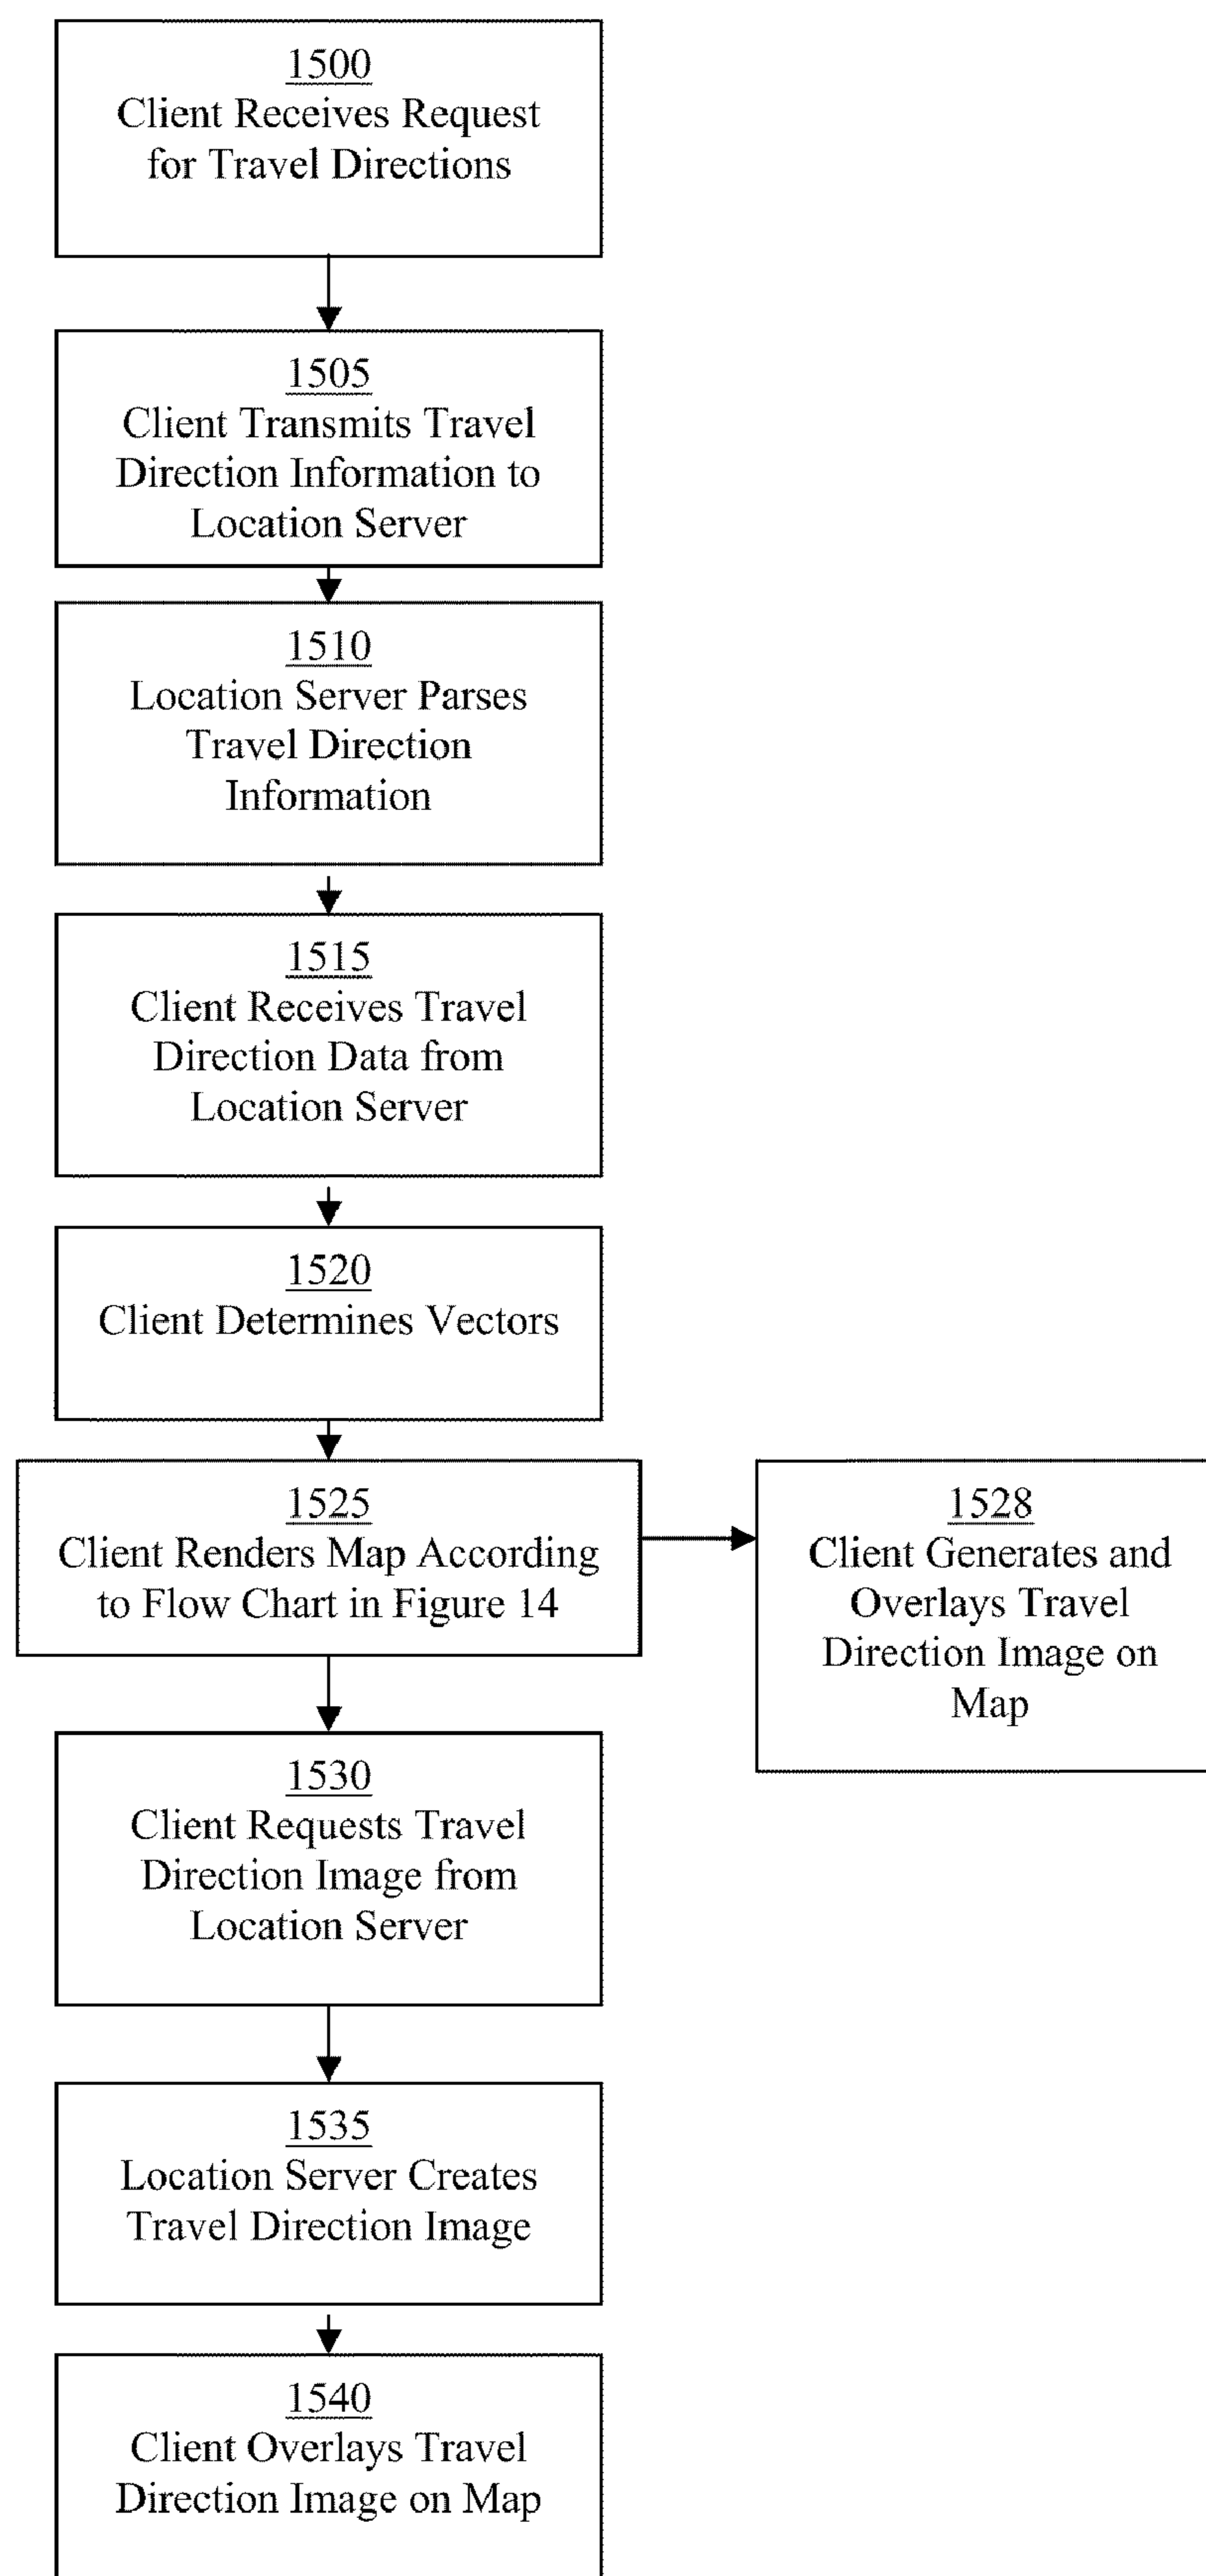 1500
Client Receives Request
for Travel Directions
1505
Client Transmits Travel
Direction Information to
Location Server
1510
Location Server Parses
Travel Direction
Information
1515
Client Receives Travel
Direction Data from
Location Server
1520
Client Determines Vectors
1525
Client Renders Map According
to Flow Chart in Figure 14
1528
Client Generates and
Overlays Travel
Direction Image on
Map
1530
Client Requests Travel
Direction Image from
Location Server
1535
Location Server Creates
Travel Direction Image
1540
Client Overlays Travel
Direction Image on Map